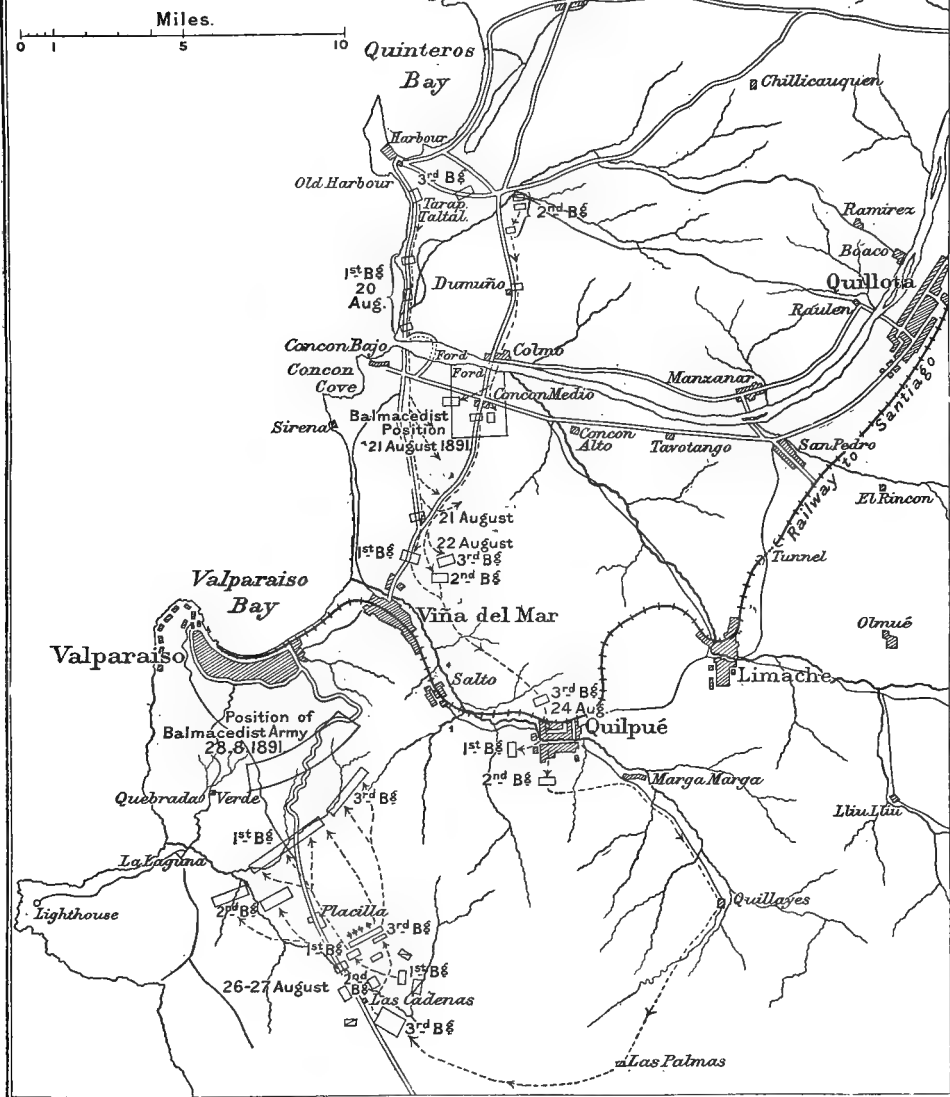 Miles.
0 1 5 10
Quinteros
Bay
Chillicauquen
Harbour
Old Harbour
3rd Bg
Tarap.
Taltal.
2nd Bg
Ramirez
Boaco
Quillota
1st Bg
20
Aug.
Dumuño
Raulen
Concon Bajo
Ford
Colmo
Concon
Cove
Ford
Manzanar
Concon Medio
Balmacedist
Position
21 August 1891
Sirena
Concon
Alto
Tavotango
San Pedro
Railway to Santiago
El Rincon
21 August
22 August
1st Bg
3rd Bg
2nd Bg
Tunnel
Valparaiso
Bay
Viña del Mar
Olmué
Valparaiso
Salto
Limache
3rd Bg
24 Aug.
Quilpué
Position of
Balmacedist Army
28.8.1891
1st Bg
2nd Bg
Marga Marga
Quebrada Verde
3rd Bg
Lliu Lliu
1st Bg
La Laguna
Quillayes
Lighthouse
2nd Bg
Placilla
3rd Bg
1st Bg
1st Bg
2nd
Bg
26-27 August
Las Cadenas
3rd Bg
Las Palmas